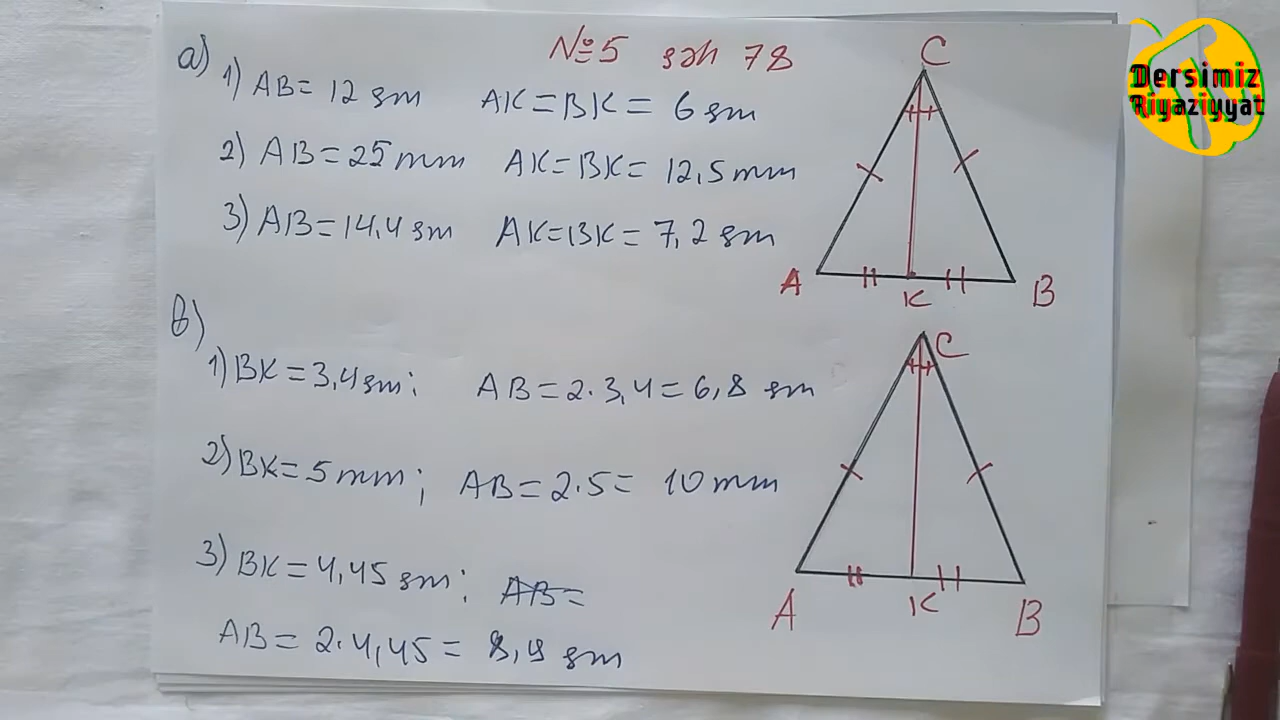 №5 səh 78
Dersimiz
Riyaziyyat
a) 1) AB = 12 sm AK = BK = 6 sm
2) AB = 25 mm AK = BK = 12,5 mm
3) AB = 14,4 sm AK = BK = 7,2 sm
C
A K B
b)
1) BK = 3,4 sm; AB = 2·3,4 = 6,8 sm
2) BK = 5 mm; AB = 2·5 = 10 mm
3) BK = 4,45 sm; AB =
AB = 2·4,45 = 8,9 sm
C
A K B